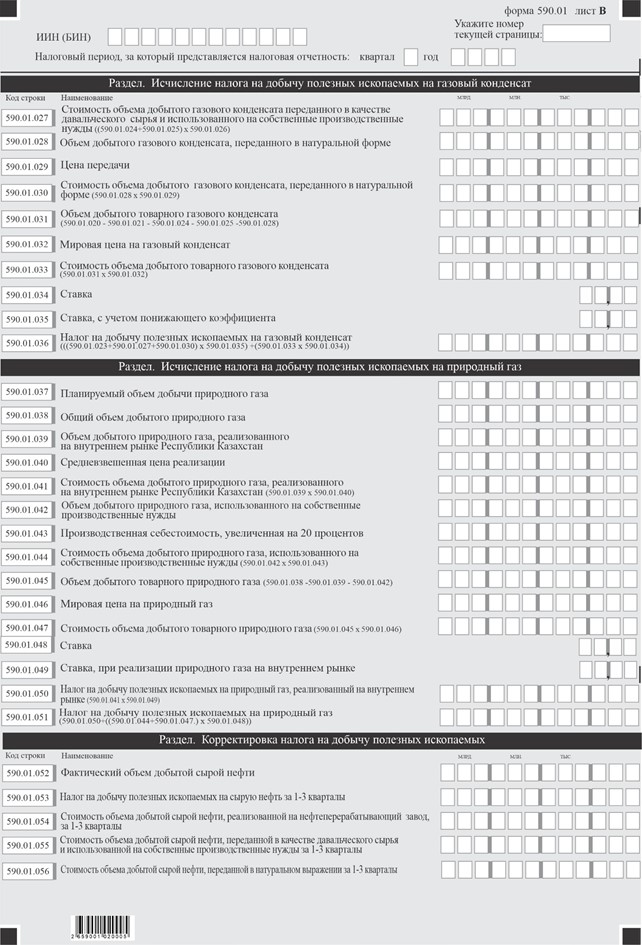 форма 590.01 лист В
Укажите номер
ИИН (БИН)
текущей страницы:
Налоговый период, за который представляется налоговая отчетность: квартал год
Раздел. Исчисление налога на добычу полезных ископаемых на газовый конденсат
Код строки Наименование млрд млн тыс
590.01.027 Стоимость объема добытого газового конденсата переданного в качестве
давальческого сырья и использованного на собственные производственные
нужды ((590.01.024+590.01.025) х 590.01.026)
590.01.028 Объем добытого газового конденсата, переданного в натуральной форме
590.01.029 Цена передачи
590.01.030 Стоимость объема добытого газового конденсата, переданного в натуральной
форме (590.01.028 х 590.01.029)
590.01.031 Объем добытого товарного газового конденсата
(590.01.020 - 590.01.021 - 590.01.024 - 590.01.025 -590.01.028)
590.01.032 Мировая цена на газовый конденсат
590.01.033 Стоимость объема добытого товарного газового конденсата
(590.01.031 х 590.01.032)
590.01.034 Ставка
590.01.035 Ставка, с учетом понижающего коэффициента
590.01.036 Налог на добычу полезных ископаемых на газовый конденсат
(((590.01.023+590.01.027+590.01.030) х 590.01.035) +(590.01.033 х 590.01.034))
Раздел. Исчисление налога на добычу полезных ископаемых на природный газ
590.01.037 Планируемый объем добычи природного газа
590.01.038 Общий объем добытого природного газа
590.01.039 Объем добытого природного газа, реализованного
на внутреннем рынке Республики Казахстан
590.01.040 Средневзвешенная цена реализации
590.01.041 Стоимость объема добытого природного газа, реализованного
на внутреннем рынке Республики Казахстан (590.01.039 х 590.01.040)
590.01.042 Объем добытого природного газа, использованного на собственные
производственные нужды
590.01.043 Производственная себестоимость, увеличенная на 20 процентов
590.01.044 Стоимость объема добытого природного газа, использованного на
собственные производственные нужды (590.01.042 х 590.01.043)
590.01.045 Объем добытого товарного природного газа (590.01.038 -590.01.039 - 590.01.042)
590.01.046 Мировая цена на природный газ
590.01.047 Стоимость объема добытого товарного природного газа (590.01.045 х 590.01.046)
590.01.048 Ставка
590.01.049 Ставка, при реализации природного газа на внутреннем рынке
590.01.050 Налог на добычу полезных ископаемых на природный газ, реализованный на внутреннем
рынке (590.01.041 х 590.01.049)
590.01.051 Налог на добычу полезных ископаемых на природный газ
(590.01.050+((590.01.044+590.01.047.) х 590.01.048))
Раздел. Корректировка налога на добычу полезных ископаемых
Код строки Наименование млрд млн тыс
590.01.052 Фактический объем добытой сырой нефти
590.01.053 Налог на добычу полезных ископаемых на сырую нефть за 1-3 кварталы
590.01.054 Стоимость объема добытой сырой нефти, реализованной на нефтеперерабатывающий завод,
за 1-3 кварталы
590.01.055 Стоимость объема добытой сырой нефти, переданной в качестве давальческого сырья
и использованной на собственные производственные нужды за 1-3 кварталы
590.01.056 Стоимость объема добытой сырой нефти, переданной в натуральном выражении за 1-3 кварталы
2659001020005